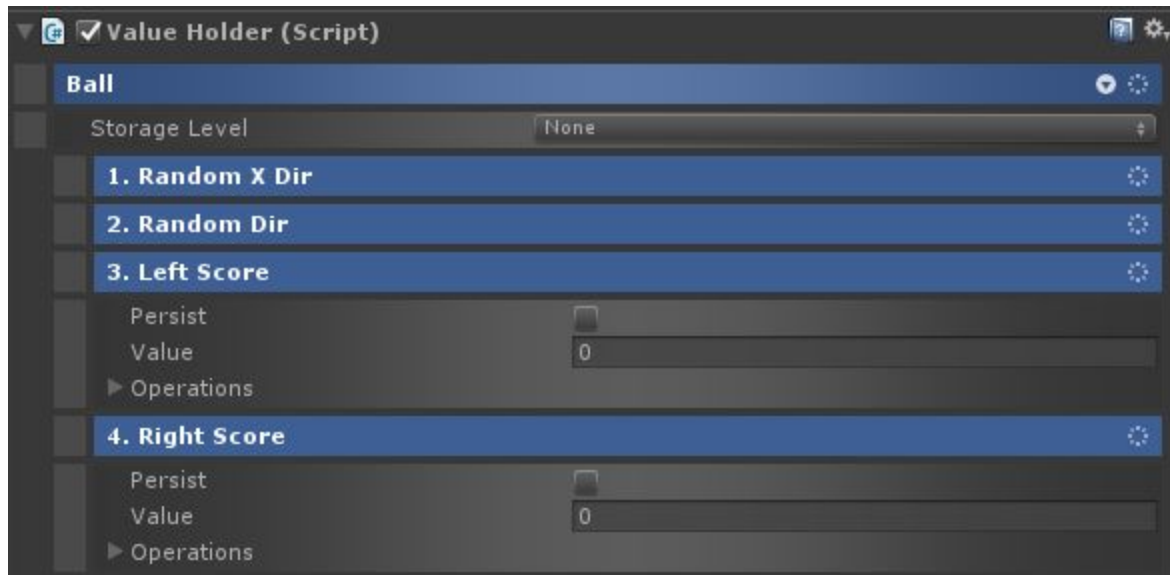 Value Holder (Script)
Ball
Storage Level None
1. Random X Dir
2. Random Dir
3. Left Score
Persist
Value 0
Operations
4. Right Score
Persist
Value 0
Operations